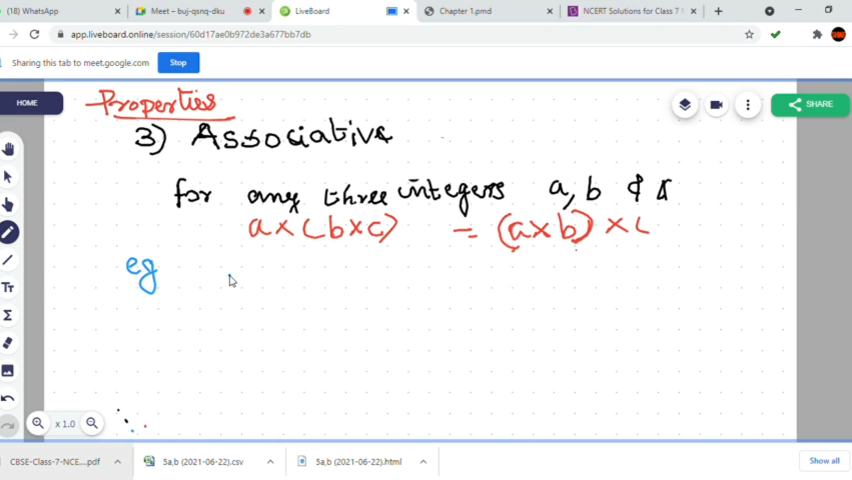 (18) WhatsApp
Meet – buj-qsnq-dku
LiveBoard
Chapter 1.pmd
NCERT Solutions for Class 7 M
app.liveboard.online/session/60d17ae0b972de3a677bb7db
Sharing this tab to meet.google.com
Stop
HOME
SHARE
Properties
3) Associative
for any three integers a, b &
a×(b×c) = (a×b)×c
eg
x 1.0
CBSE-Class-7-NCE....pdf
5a,b (2021-06-22).csv
5a,b (2021-06-22).html
Show all